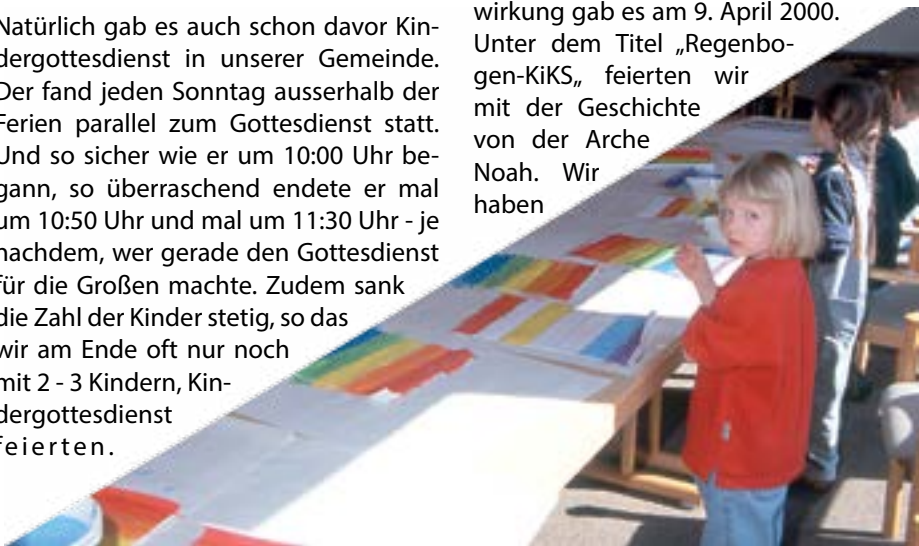 Natürlich gab es auch schon davor Kin-
dergottesdienst in unserer Gemeinde.
Der fand jeden Sonntag ausserhalb der
Ferien parallel zum Gottesdienst statt.
Und so sicher wie er um 10:00 Uhr be-
gann, so überraschend endete er mal
um 10:50 Uhr und mal um 11:30 Uhr - je
nachdem, wer gerade den Gottesdienst
für die Großen machte. Zudem sank
die Zahl der Kinder stetig, so das
wir am Ende oft nur noch
mit 2 - 3 Kindern, Kin-
dergottesdienst
feierten.
wirkung gab es am 9. April 2000.
Unter dem Titel „Regenbo-
gen-KiKS„ feierten wir
mit der Geschichte
von der Arche
Noah. Wir
haben